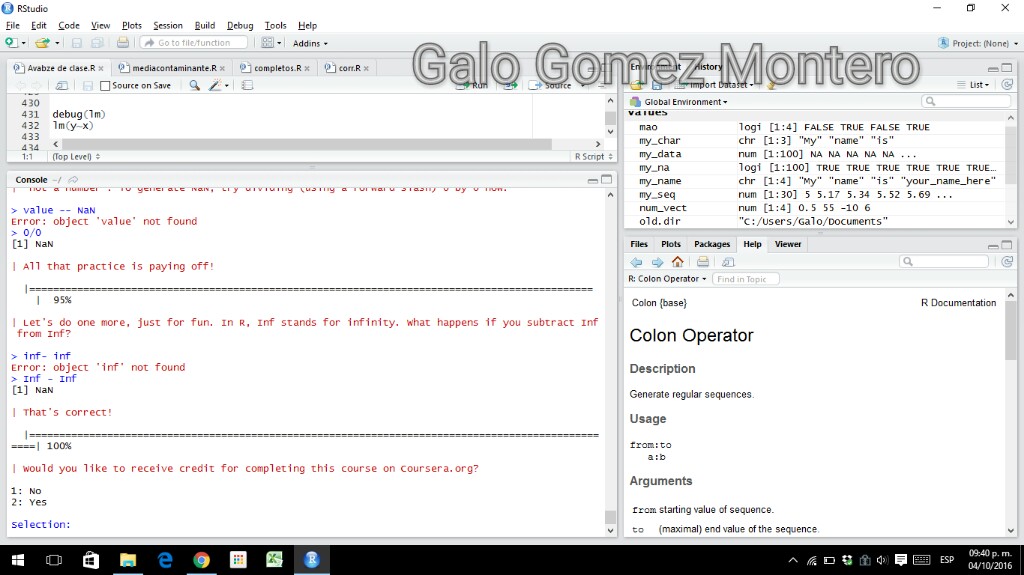 RStudio
File Edit Code View Plots Session Build Debug Tools Help
Go to file/function
Addins
Project: (None)
Galo Gomez Montero
Avabze de clase.R
mediacontaminante.R
completos.R
corr.R
Source on Save
Run
Source
430
431 debug(lm)
432 lm(y~x)
433
434
1:1 (Top Level) R Script
Console ~/
| "not a number". To generate NaN, try dividing (using a forward slash) 0 by 0 now.
> value -- NaN
Error: object 'value' not found
> 0/0
[1] NaN
| All that practice is paying off!
| 95%
| Let's do one more, just for fun. In R, Inf stands for infinity. What happens if you subtract Inf
from Inf?
> inf- inf
Error: object 'inf' not found
> Inf - Inf
[1] NaN
| That's correct!
====| 100%
| Would you like to receive credit for completing this course on Coursera.org?
1: No
2: Yes
Selection:
Environment History
Import Dataset
List
Global Environment
Values
mao logi [1:4] FALSE TRUE FALSE TRUE
my_char chr [1:3] "My" "name" "is"
my_data num [1:100] NA NA NA NA NA ...
my_na logi [1:100] TRUE TRUE TRUE TRUE TRUE TRUE...
my_name chr [1:4] "My" "name" "is" "your_name_here"
my_seq num [1:30] 5 5.17 5.34 5.52 5.69 ...
num_vect num [1:4] 0.5 55 -10 6
old.dir "C:/Users/Galo/Documents"
Files Plots Packages Help Viewer
R: Colon Operator
Find in Topic
Colon {base} R Documentation
Colon Operator
Description
Generate regular sequences.
Usage
from:to
a:b
Arguments
from starting value of sequence.
to (maximal) end value of the sequence.
ESP
09:40 p. m.
04/10/2016